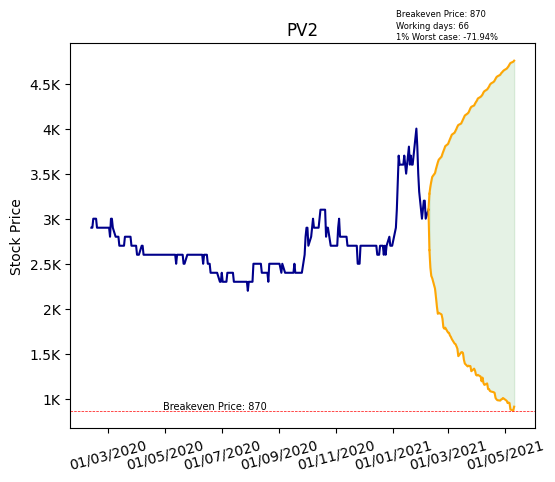 Breakeven Price: 870
Working days: 66
1% Worst case: -71.94%
PV2
Stock Price
4.5K
4K
3.5K
3K
2.5K
2K
1.5K
1K
Breakeven Price: 870
01/03/2020
01/05/2020
01/07/2020
01/09/2020
01/11/2020
01/01/2021
01/03/2021
01/05/2021